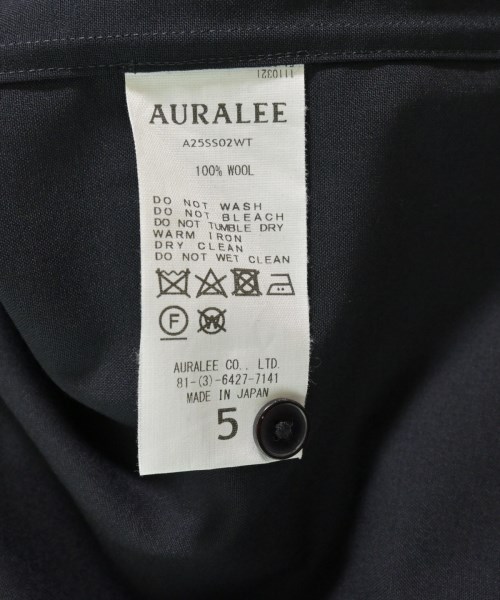 1110321
AURALEE
A25SS02WT
100% WOOL
DO NOT WASH
DO NOT BLEACH
DO NOT TUMBLE DRY
WARM IRON
DRY CLEAN
DO NOT WET CLEAN
F W
AURALEE CO., LTD.
81-(3)-6427-7141
MADE IN JAPAN
5